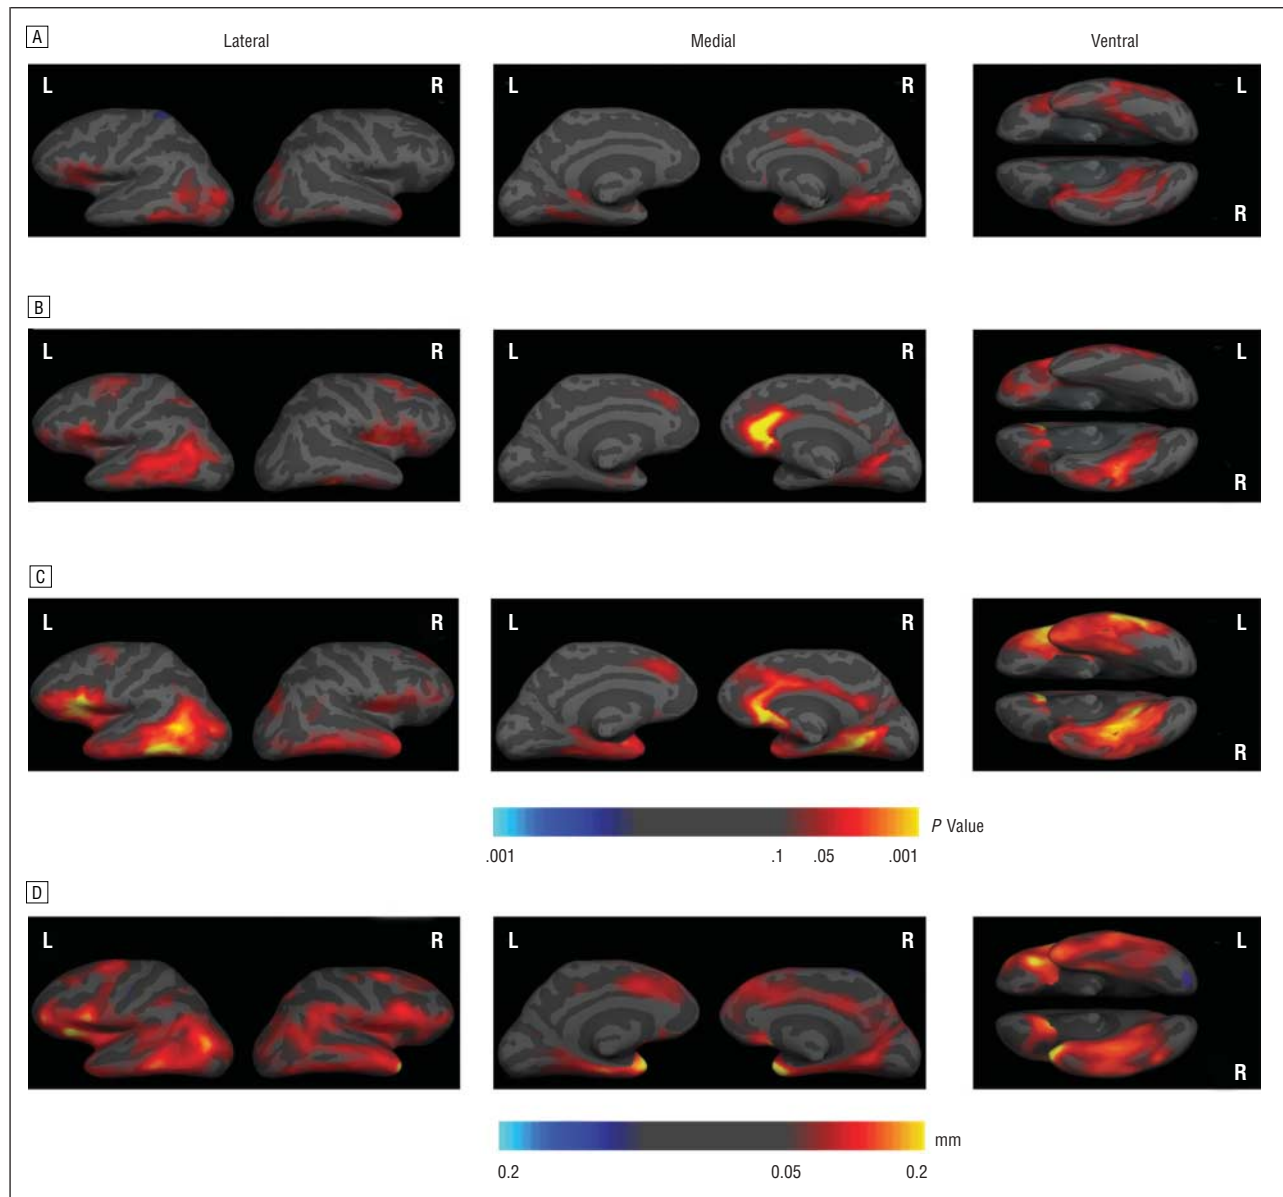 A
Lateral Medial Ventral
L R L R L
R
B
L R L R L
R
C
L R L R L
R
P Value
.001 .1 .05 .001
D
L R L R L
R
mm
0.2 0.05 0.2